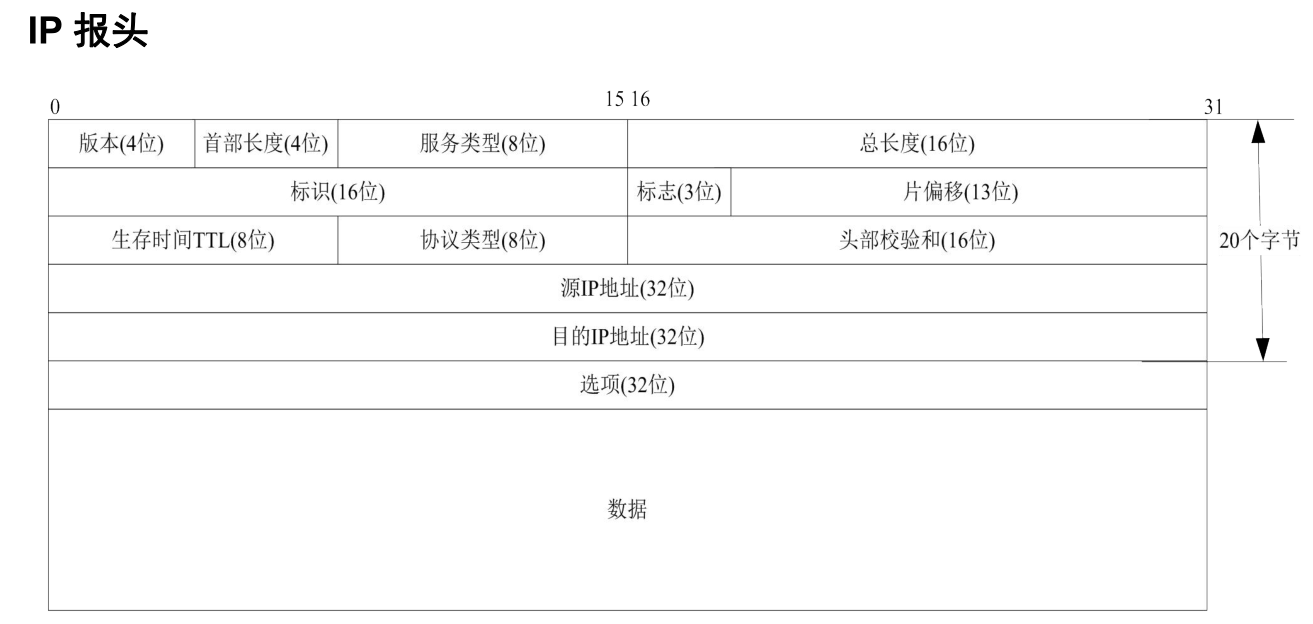 IP 报头
0 15 16 31
版本(4位) 首部长度(4位) 服务类型(8位) 总长度(16位)
标识(16位) 标志(3位) 片偏移(13位)
生存时间TTL(8位) 协议类型(8位) 头部校验和(16位) 20个字节
源IP地址(32位)
目的IP地址(32位)
选项(32位)
数据